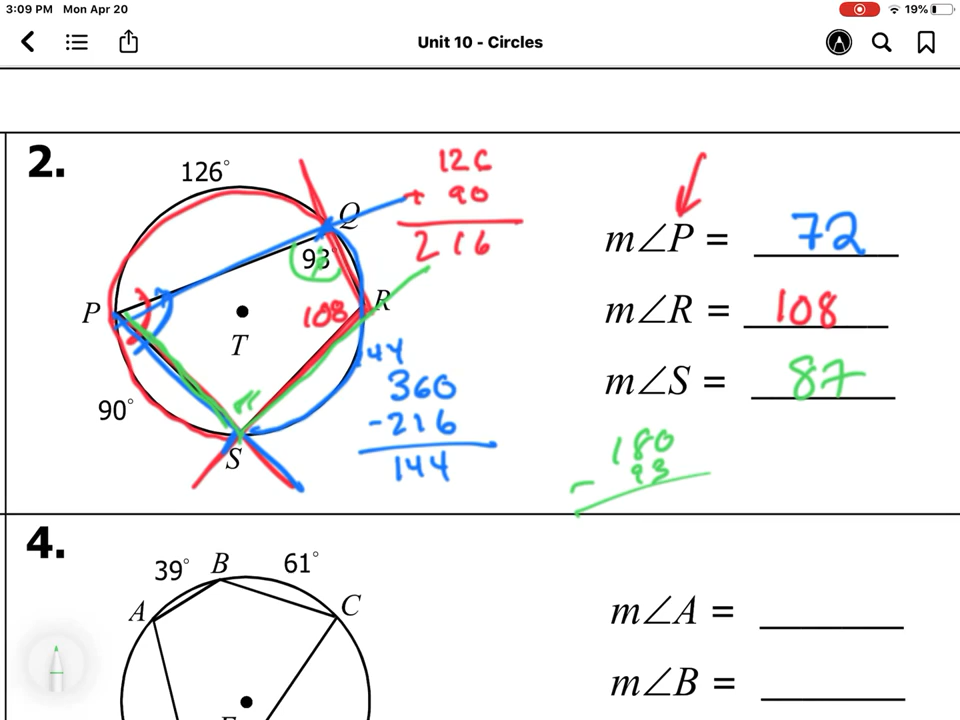 3:09 PM Mon Apr 20
19%
Unit 10 - Circles
2.
126°
Q
93°
P
R
108
T
90°
S
126
+ 90
216
144
360
- 216
144
m∠P = 72
m∠R = 108
m∠S = 87
180
- 93
4.
39° B 61°
A C
m∠A =
m∠B =